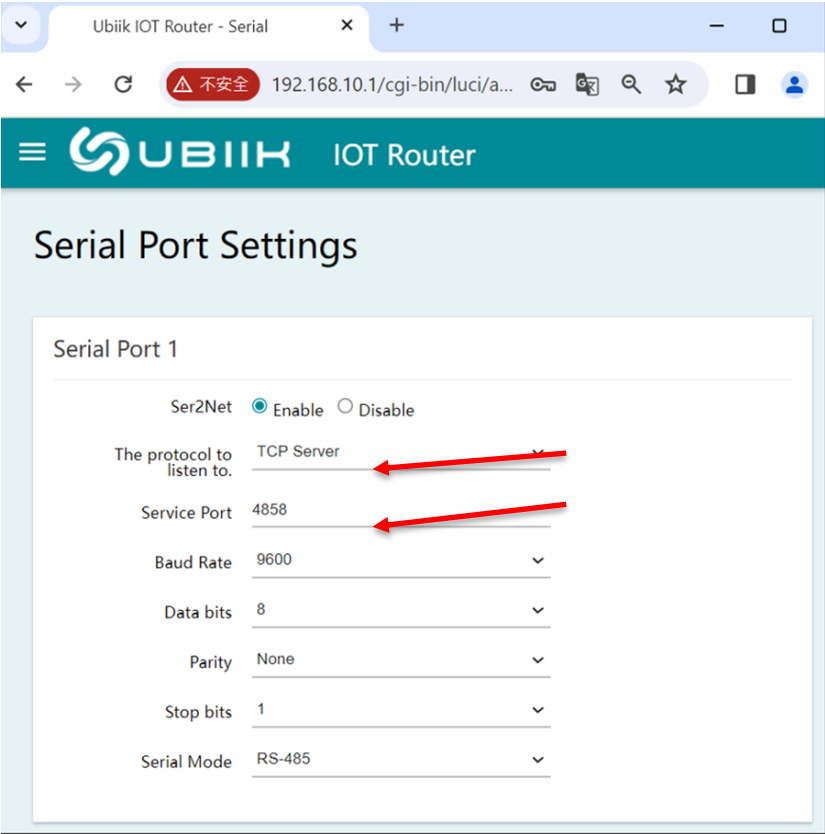 Ubiik IOT Router - Serial
不安全 192.168.10.1/cgi-bin/luci/a...
UBIIK IOT Router
Serial Port Settings
Serial Port 1
Ser2Net Enable Disable
The protocol to listen to. TCP Server
Service Port 4858
Baud Rate 9600
Data bits 8
Parity None
Stop bits 1
Serial Mode RS-485